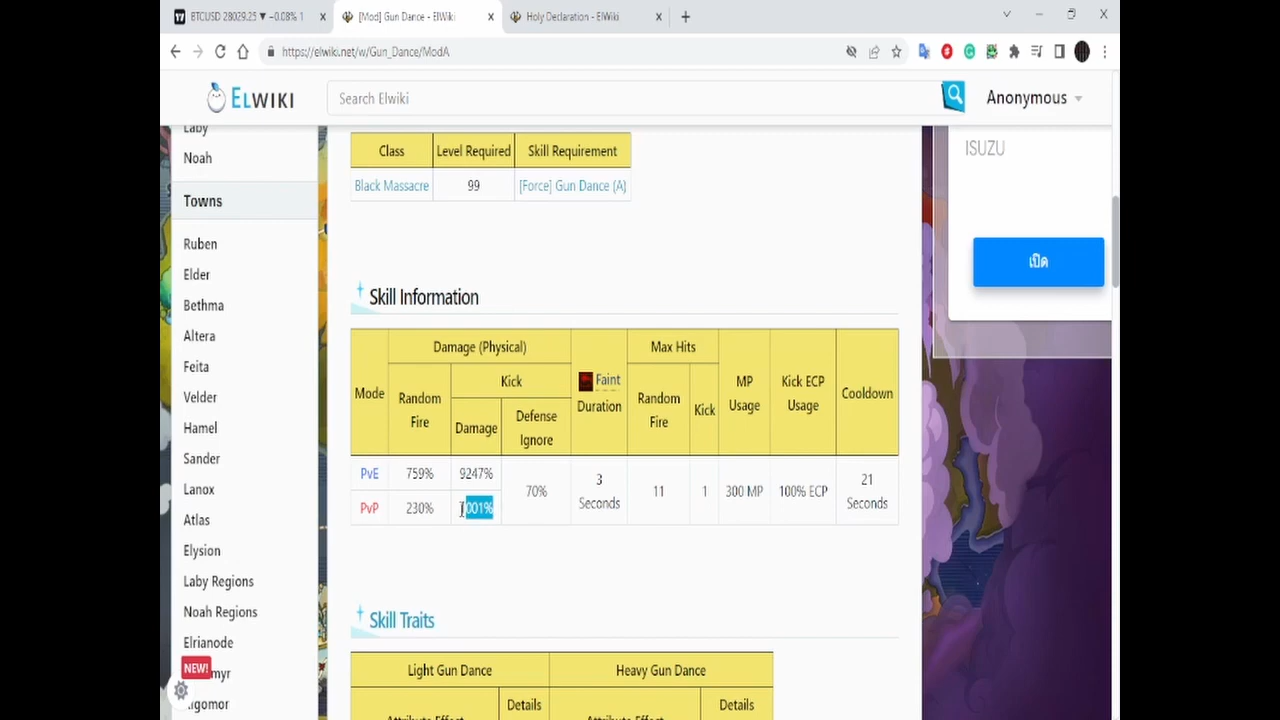 BTCUSD 28029.25 ▼ −0.08% 1
[Mod] Gun Dance - ElWiki
Holy Declaration - ElWiki
https://elwiki.net/w/Gun_Dance/ModA
ELWIKI
Search Elwiki
Anonymous
Laby
Noah
Towns
Ruben
Elder
Bethma
Altera
Feita
Velder
Hamel
Sander
Lanox
Atlas
Elysion
Laby Regions
Noah Regions
Elrianode
NEW!
Class Level Required Skill Requirement
Black Massacre 99 [Force] Gun Dance (A)
ISUZU
เปิด
Skill Information
Mode Damage (Physical) Faint Duration Max Hits MP Usage Kick ECP Usage Cooldown
Random Fire Kick Random Fire Kick
Damage Defense Ignore
PvE 759% 9247% 70% 3 Seconds 11 1 300 MP 100% ECP 21 Seconds
PvP 230% 001%
Skill Traits
Light Gun Dance Heavy Gun Dance
Attribute Effect Details Attribute Effect Details